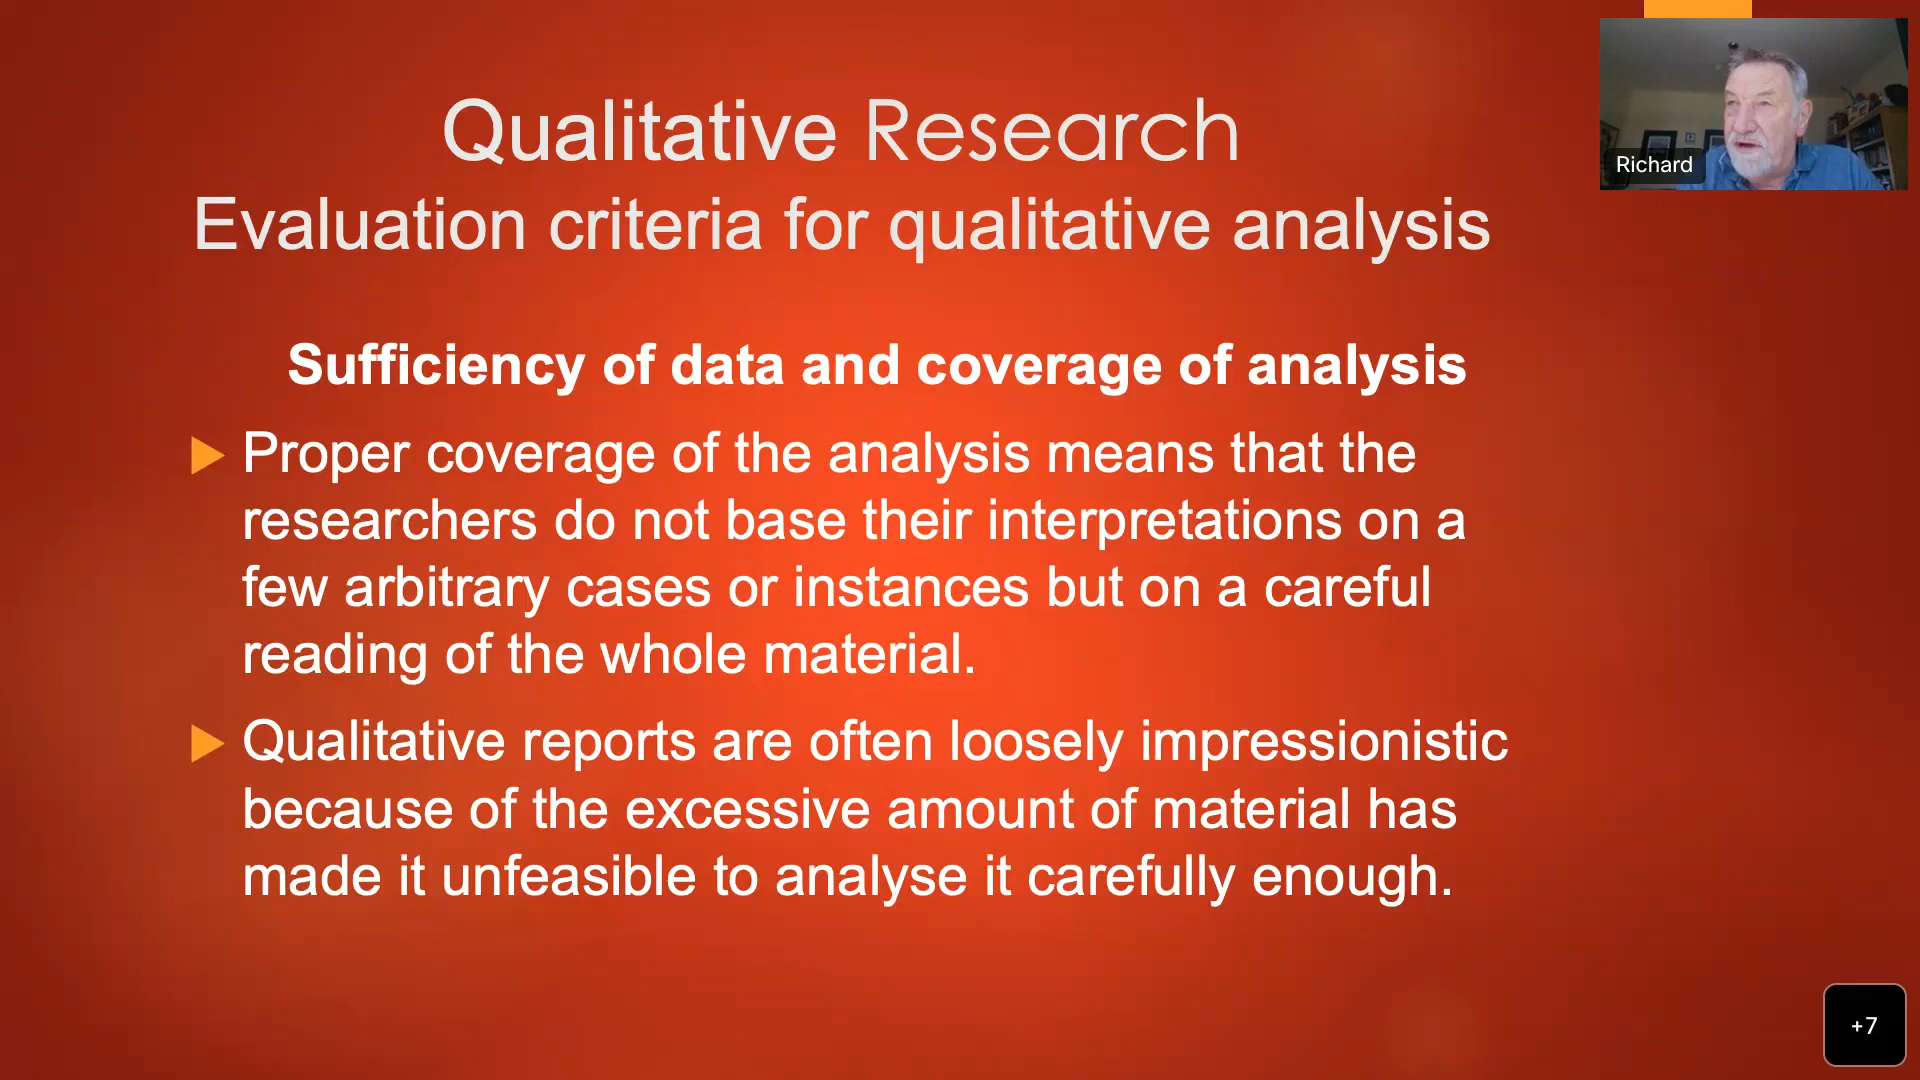 Qualitative Research
Evaluation criteria for qualitative analysis
Sufficiency of data and coverage of analysis
Proper coverage of the analysis means that the
researchers do not base their interpretations on a
few arbitrary cases or instances but on a careful
reading of the whole material.
Qualitative reports are often loosely impressionistic
because of the excessive amount of material has
made it unfeasible to analyse it carefully enough.
Richard
+7